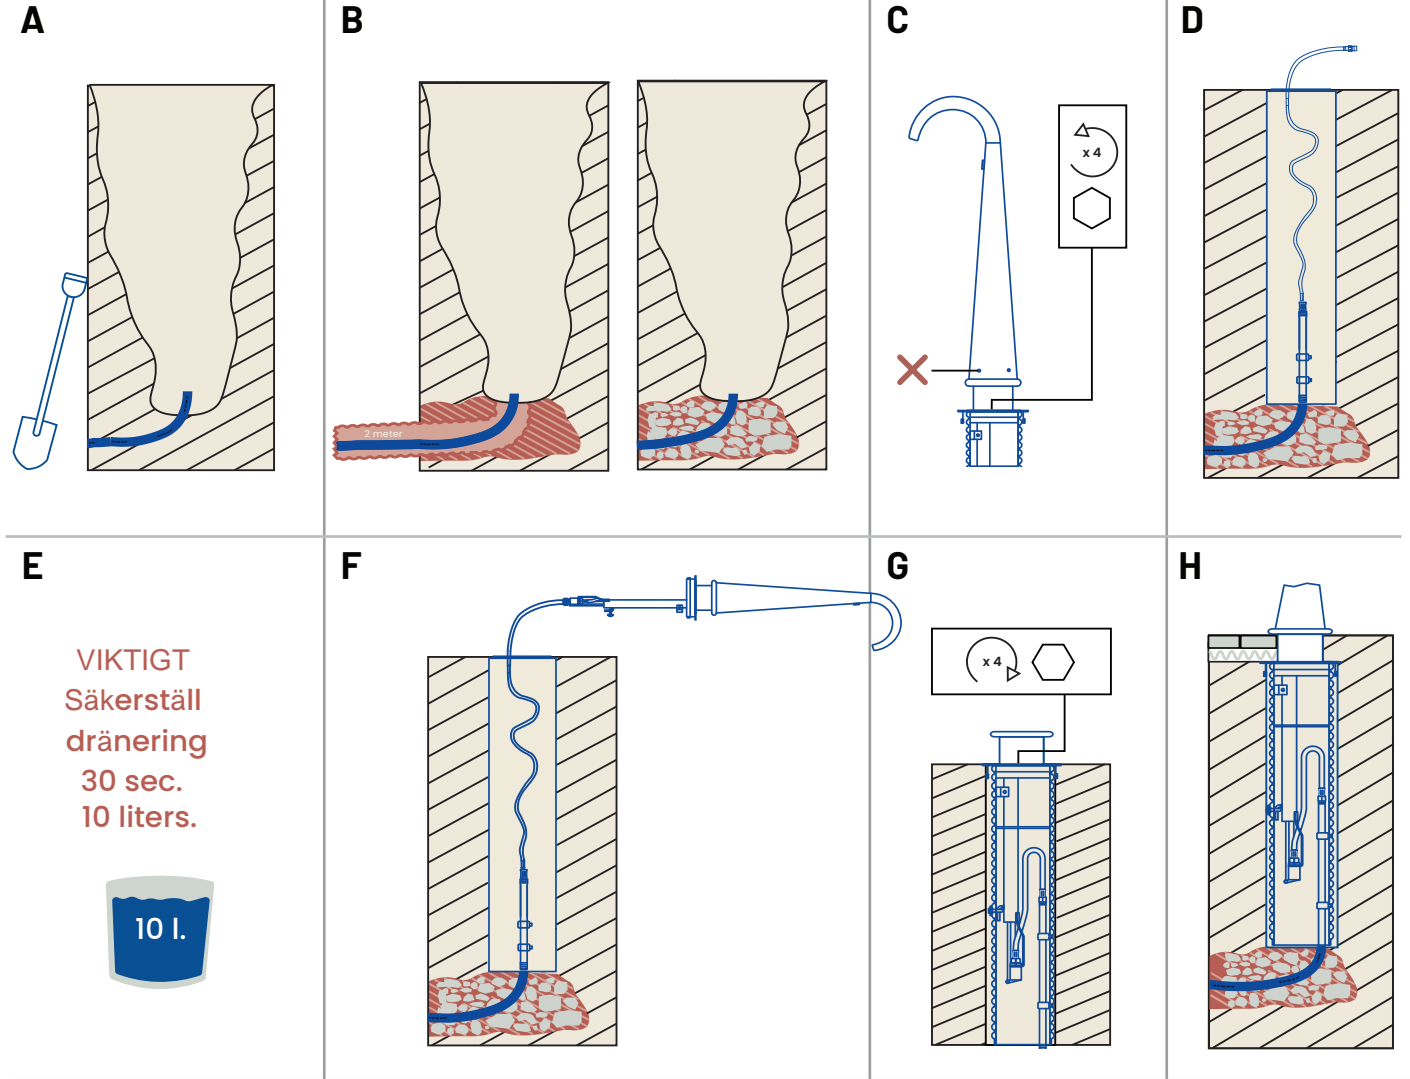 A
B
C
D
2 meter
x 4
E
F
G
H
VIKTIGT
Säkerställ
dränering
30 sec.
10 liters.
10 l.
x 4